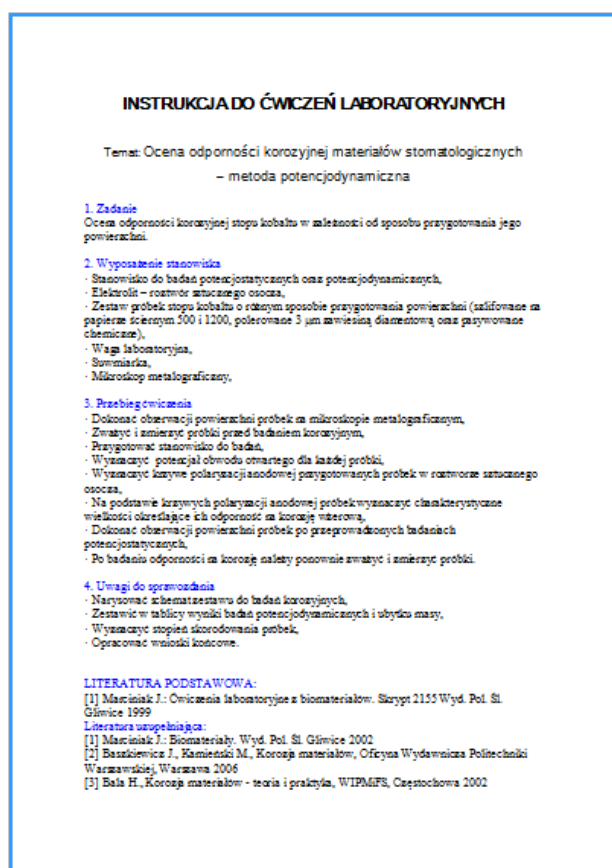 INSTRUKCJA DO ĆWICZEŃ LABORATORYJNYCH
Temat: Ocena odporności korozyjnej materiałów stomatologicznych
– metoda potencjodynamiczna
1. Zadanie
Ocena odporności korozyjnej stopu kobaltu w zależności od sposobu przygotowania jego
powierzchni.
2. Wyposażenie stanowiska
· Stanowisko do badań potencjostatycznych oraz potencjodynamicznych,
· Elektrolit – roztwór sztucznego osocza,
· Zestaw próbek stopu kobaltu o różnym sposobie przygotowania powierzchni (szlifowane na
papierze ściernym 500 i 1200, polerowane 3 μm zawiesiną diamentową oraz pasywowane
chemiczne),
· Waga laboratoryjna,
· Suwmiarka,
· Mikroskop metalograficzny,
3. Przebieg ćwiczenia
· Dokonać obserwacji powierzchni próbek na mikroskopie metalograficznym,
· Zważyć i zmierzyć próbki przed badaniem korozyjnym,
· Przygotować stanowisko do badań,
· Wyznaczyć potencjał obwodu otwartego dla każdej próbki,
· Wyznaczyć krzywe polaryzacji anodowej przygotowanych próbek w roztworze sztucznego
osocza,
· Na podstawie krzywych polaryzacji anodowej próbek wyznaczyć charakterystyczne
wielkości określające ich odporność na korozję wżerową,
· Dokonać obserwacji powierzchni próbek po przeprowadzonych badaniach
potencjostatycznych,
· Po badaniu odporności na korozję należy ponownie zważyć i zmierzyć próbki.
4. Uwagi do sprawozdania
· Narysować schemat zestawu do badań korozyjnych,
· Zestawić w tablicy wyniki badań potencjodynamicznych i ubytku masy,
· Wyznaczyć stopień skorodowania próbek,
· Opracować wnioski końcowe.
LITERATURA PODSTAWOWA:
[1] Marciniak J.: Ćwiczenia laboratoryjne z biomateriałów. Skrypt 2155 Wyd. Pol. Śl.
Gliwice 1999
Literatura uzupełniająca:
[1] Marciniak J.: Biomateriały. Wyd. Pol. Śl. Gliwice 2002
[2] Baszkiewicz J., Kamieński M., Korozja materiałów, Oficyna Wydawnicza Politechniki
Warszawskiej, Warszawa 2006
[3] Bala H., Korozja materiałów - teoria i praktyka, WIPMiFS, Częstochowa 2002